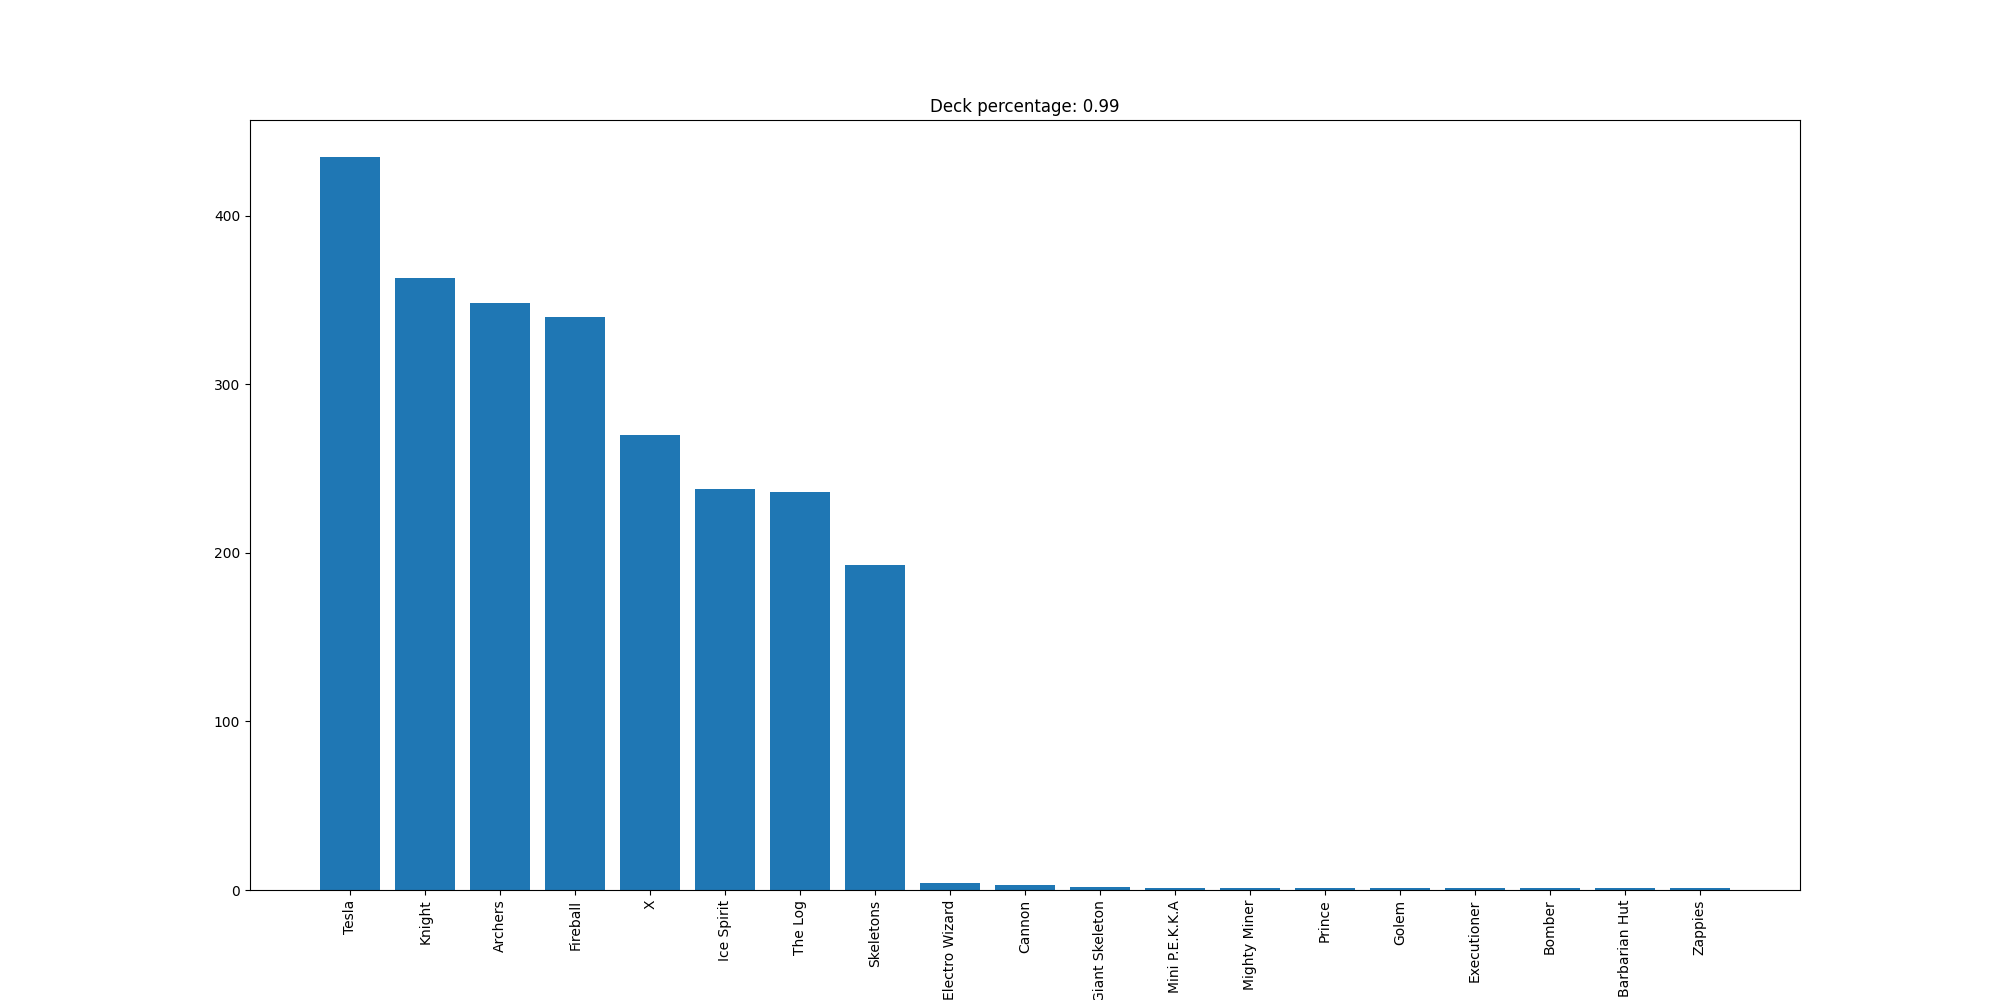 Deck percentage: 0.99
400
300
200
100
0
Tesla
Knight
Archers
Fireball
X
Ice Spirit
The Log
Skeletons
Electro Wizard
Cannon
Giant Skeleton
Mini P.E.K.K.A
Mighty Miner
Prince
Golem
Executioner
Bomber
Barbarian Hut
Zappies